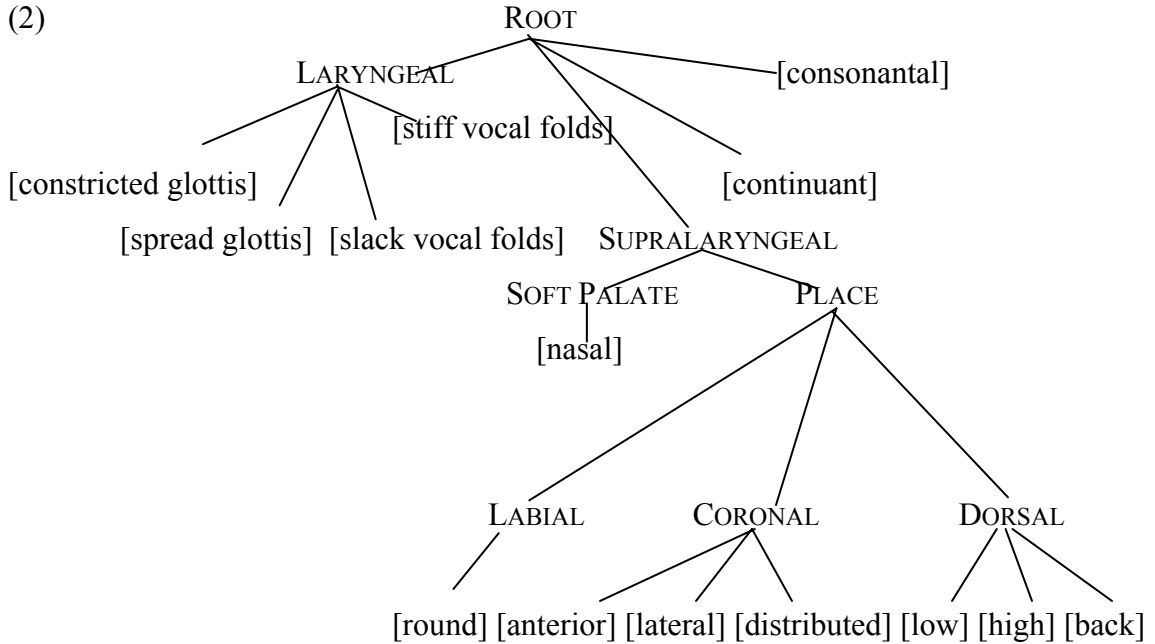 (2)
ROOT
LARYNGEAL
[consonantal]
[stiff vocal folds]
[constricted glottis]
[continuant]
[spread glottis] [slack vocal folds]
SUPRALARYNGEAL
SOFT PALATE
PLACE
[nasal]
LABIAL
CORONAL
DORSAL
[round] [anterior] [lateral] [distributed] [low] [high] [back]